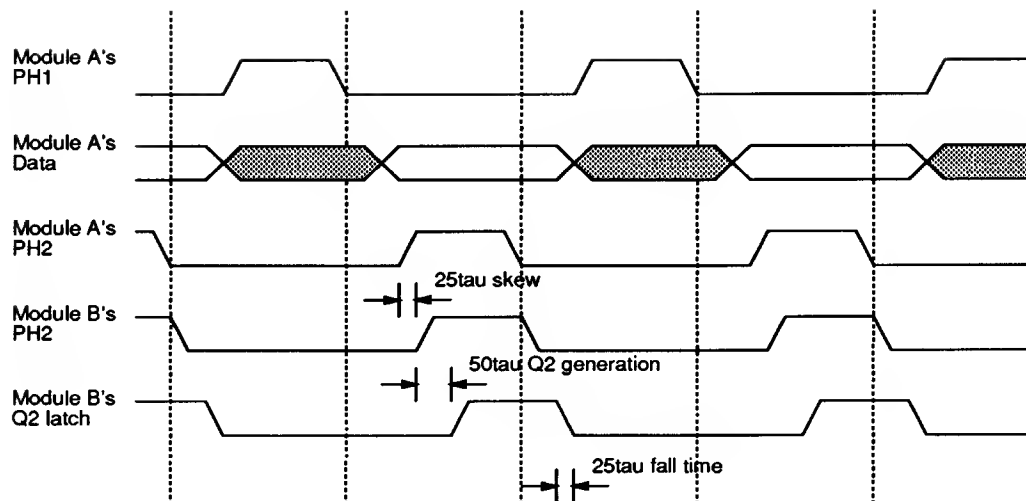 Module A's
PH1
Module A's
Data
Module A's
PH2
25tau skew
Module B's
PH2
50tau Q2 generation
Module B's
Q2 latch
25tau fall time